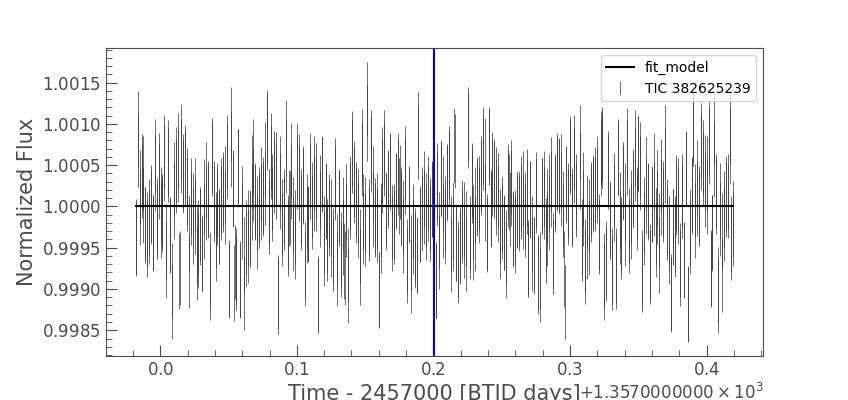 fit_model
TIC 382625239
1.0015
1.0010
1.0005
1.0000
0.9995
0.9990
0.9985
Normalized Flux
0.0 0.1 0.2 0.3 0.4
Time - 2457000 [BTJD days] +1.3570000000 × 10³